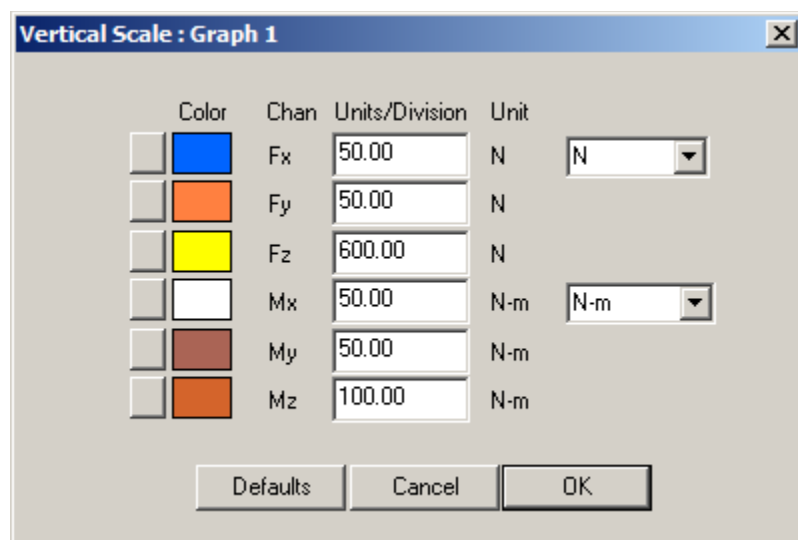 Vertical Scale : Graph 1
Color Chan Units/Division Unit
Fx 50.00 N N
Fy 50.00 N
Fz 600.00 N
Mx 50.00 N-m N-m
My 50.00 N-m
Mz 100.00 N-m
Defaults Cancel OK